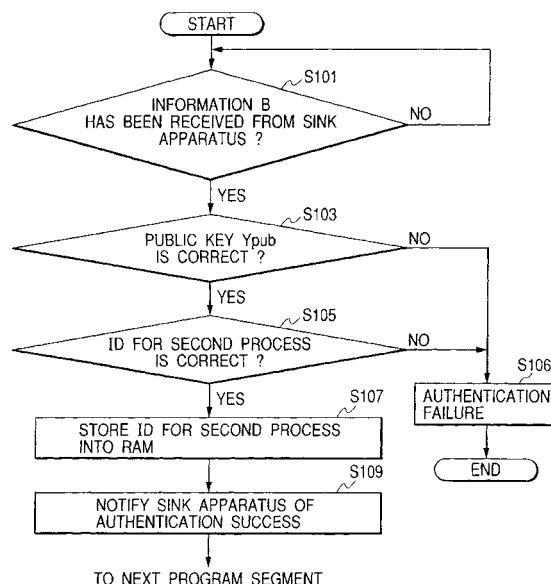 START
S101
INFORMATION B
HAS BEEN RECEIVED FROM SINK
APPARATUS ?
NO
YES
S103
PUBLIC KEY Ypub
IS CORRECT ?
NO
YES
S105
ID FOR SECOND PROCESS
IS CORRECT ?
NO
YES
S106
AUTHENTICATION
FAILURE
END
S107
STORE ID FOR SECOND PROCESS
INTO RAM
S109
NOTIFY SINK APPARATUS OF
AUTHENTICATION SUCCESS
TO NEXT PROGRAM SEGMENT